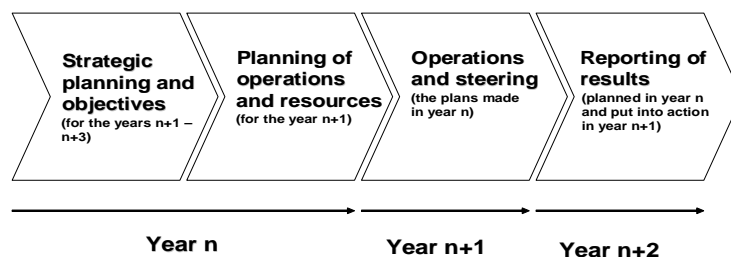 Strategic
planning and
objectives
(for the years n+1 –
n+3)
Planning of
operations
and resources
(for the year n+1)
Operations
and steering
(the plans made
in year n)
Reporting of
results
(planned in year n
and put into action
in year n+1)
Year n
Year n+1
Year n+2